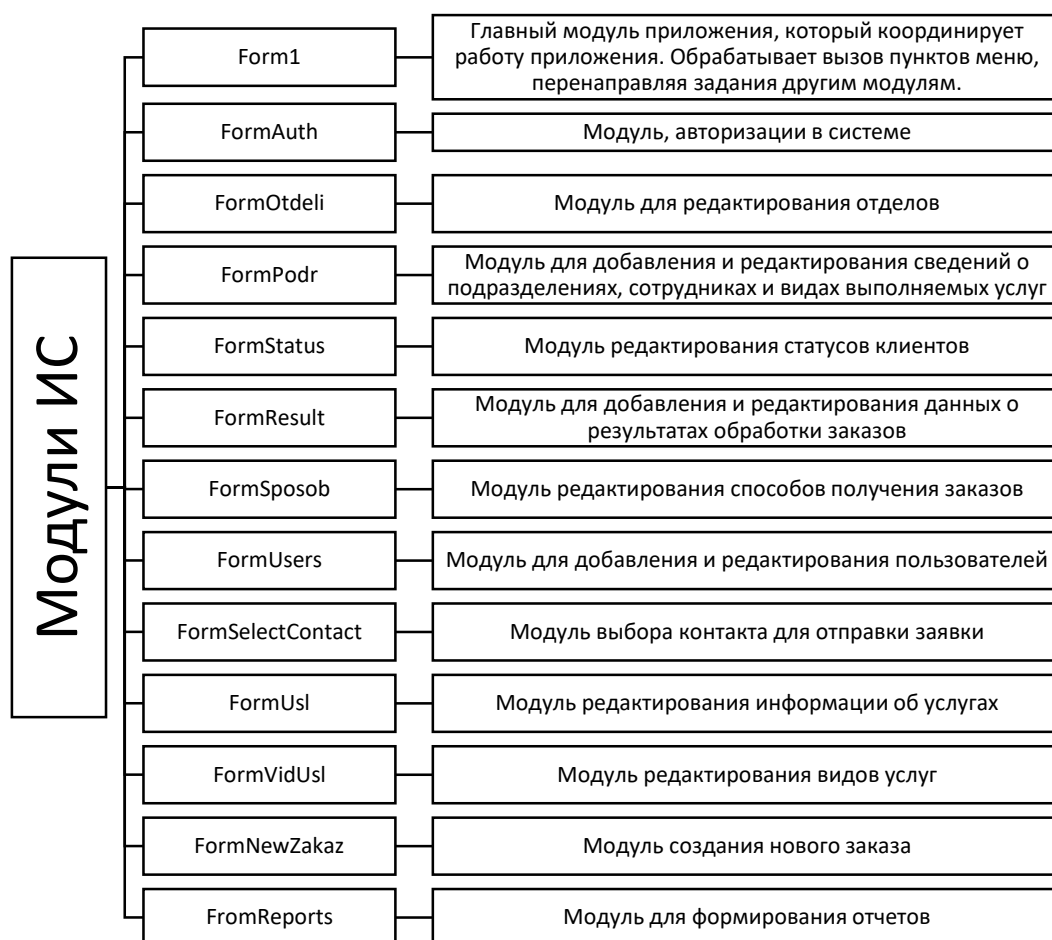 Модули ИС
Form1
Главный модуль приложения, который координирует
работу приложения. Обрабатывает вызов пунктов меню,
перенаправляя задания другим модулям.
FormAuth
Модуль, авторизации в системе
FormOtdeli
Модуль для редактирования отделов
FormPodr
Модуль для добавления и редактирования сведений о
подразделениях, сотрудниках и видах выполняемых услуг
FormStatus
Модуль редактирования статусов клиентов
FormResult
Модуль для добавления и редактирования данных о
результатах обработки заказов
FormSposob
Модуль редактирования способов получения заказов
FormUsers
Модуль для добавления и редактирования пользователей
FormSelectContact
Модуль выбора контакта для отправки заявки
FormUsl
Модуль редактирования информации об услугах
FormVidUsl
Модуль редактирования видов услуг
FormNewZakaz
Модуль создания нового заказа
FromReports
Модуль для формирования отчетов